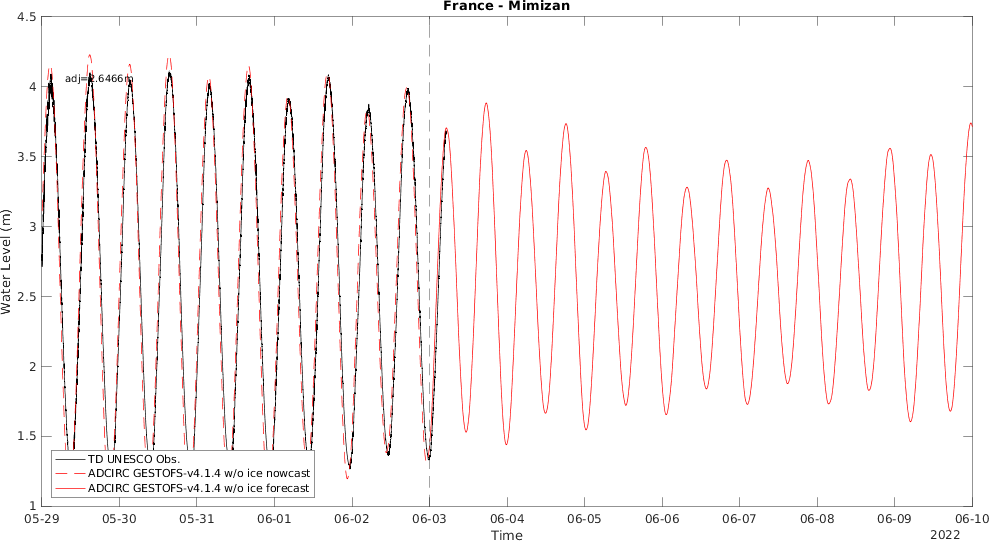 France - Mimizan
4.5
4
3.5
3
2.5
2
1.5
1
Water Level (m)
adj=2.6466m
TD UNESCO Obs.
ADCIRC GESTOFS-v4.1.4 w/o ice nowcast
ADCIRC GESTOFS-v4.1.4 w/o ice forecast
05-29 05-30 05-31 06-01 06-02 06-03 06-04 06-05 06-06 06-07 06-08 06-09 06-10
Time
2022